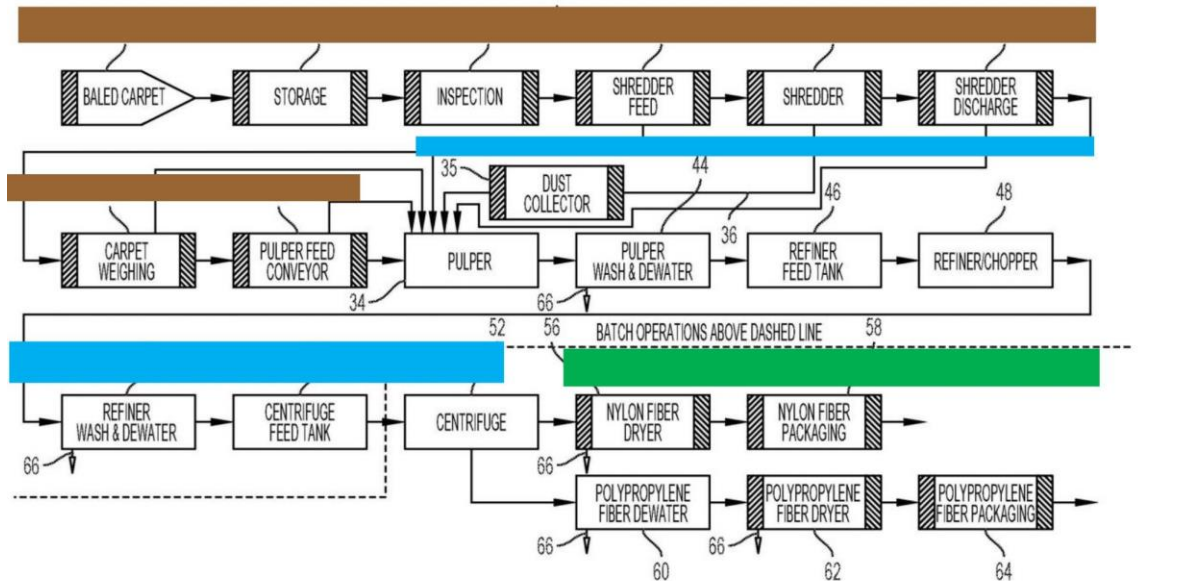 BALED CARPET
STORAGE
INSPECTION
SHREDDER
FEED
SHREDDER
SHREDDER
DISCHARGE
35
DUST
COLLECTOR
44
36
46
48
CARPET
WEIGHING
PULPER FEED
CONVEYOR
PULPER
34
PULPER
WASH & DEWATER
66
REFINER
FEED TANK
REFINER/CHOPPER
BATCH OPERATIONS ABOVE DASHED LINE
52
56
58
REFINER
WASH & DEWATER
66
CENTRIFUGE
FEED TANK
CENTRIFUGE
NYLON FIBER
DRYER
66
NYLON FIBER
PACKAGING
POLYPROPYLENE
FIBER DEWATER
66
60
POLYPROPYLENE
FIBER DRYER
66
62
POLYPROPYLENE
FIBER PACKAGING
64